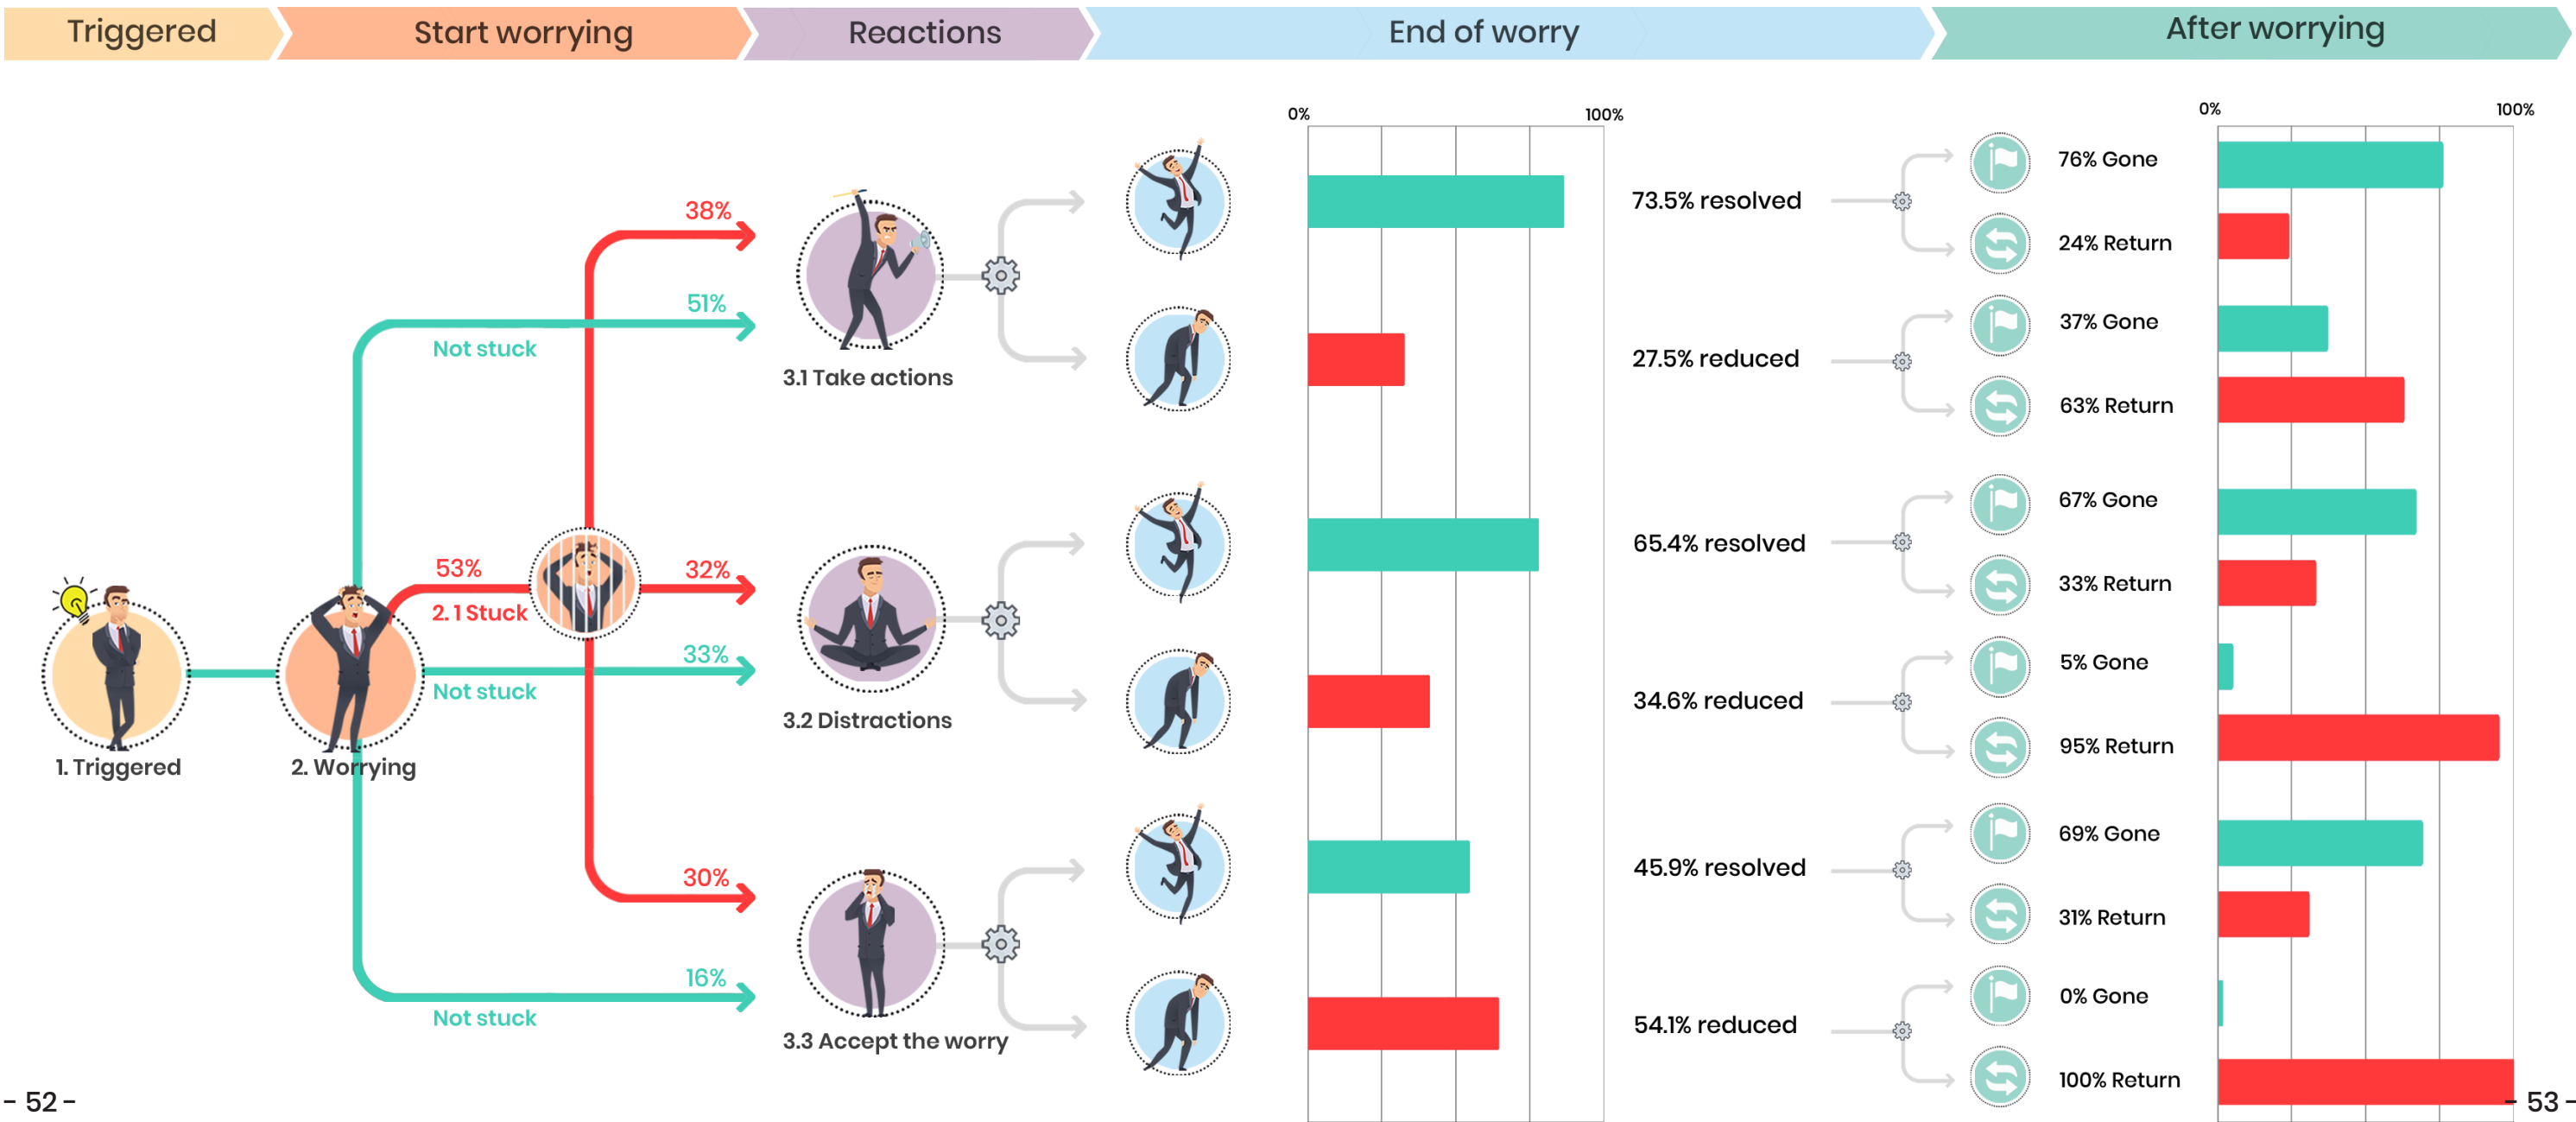 Triggered
Start worrying
Reactions
End of worry
After worrying
0%
100%
0%
100%
38%
51%
Not stuck
3.1 Take actions
73.5% resolved
76% Gone
24% Return
27.5% reduced
37% Gone
63% Return
53%
2. 1 Stuck
32%
33%
Not stuck
3.2 Distractions
65.4% resolved
67% Gone
33% Return
34.6% reduced
5% Gone
95% Return
1. Triggered
2. Worrying
30%
16%
Not stuck
3.3 Accept the worry
45.9% resolved
69% Gone
31% Return
54.1% reduced
0% Gone
100% Return
- 52 -
- 53 -